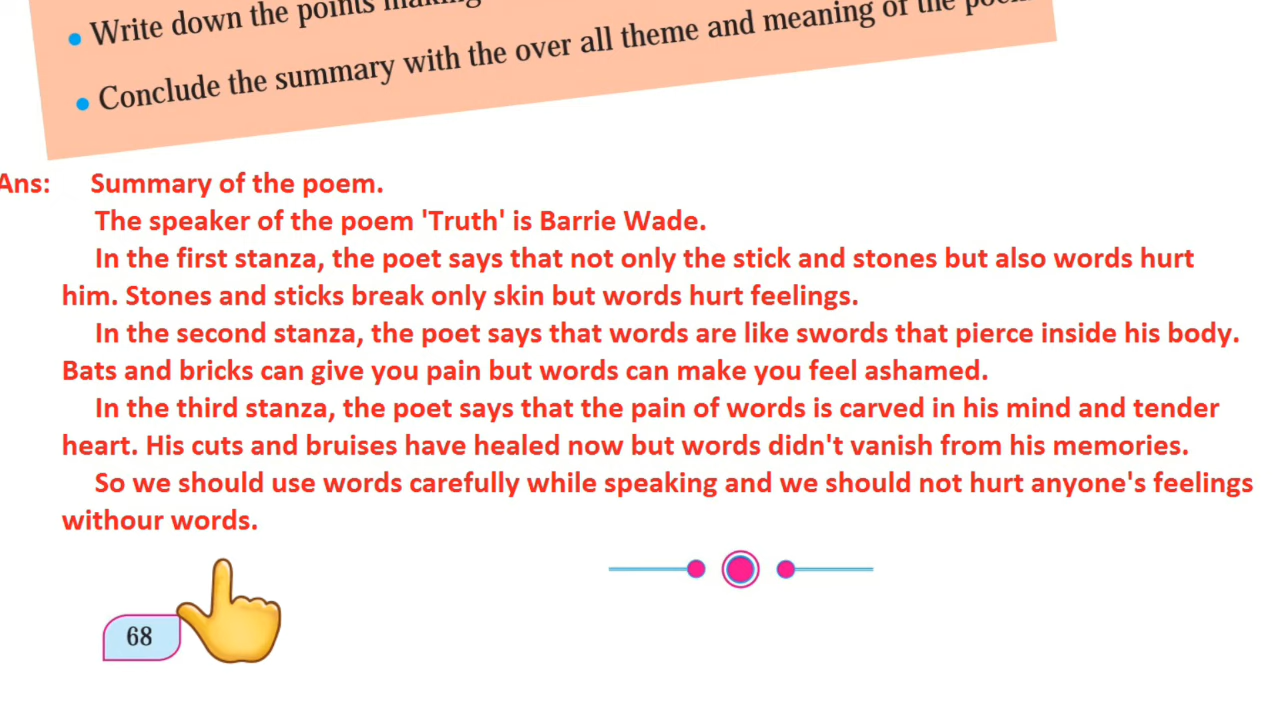 • Write down the points
• Conclude the summary with the over all theme and meaning of the
Ans: Summary of the poem.
The speaker of the poem 'Truth' is Barrie Wade.
In the first stanza, the poet says that not only the stick and stones but also words hurt
him. Stones and sticks break only skin but words hurt feelings.
In the second stanza, the poet says that words are like swords that pierce inside his body.
Bats and bricks can give you pain but words can make you feel ashamed.
In the third stanza, the poet says that the pain of words is carved in his mind and tender
heart. His cuts and bruises have healed now but words didn't vanish from his memories.
So we should use words carefully while speaking and we should not hurt anyone's feelings
withour words.
68